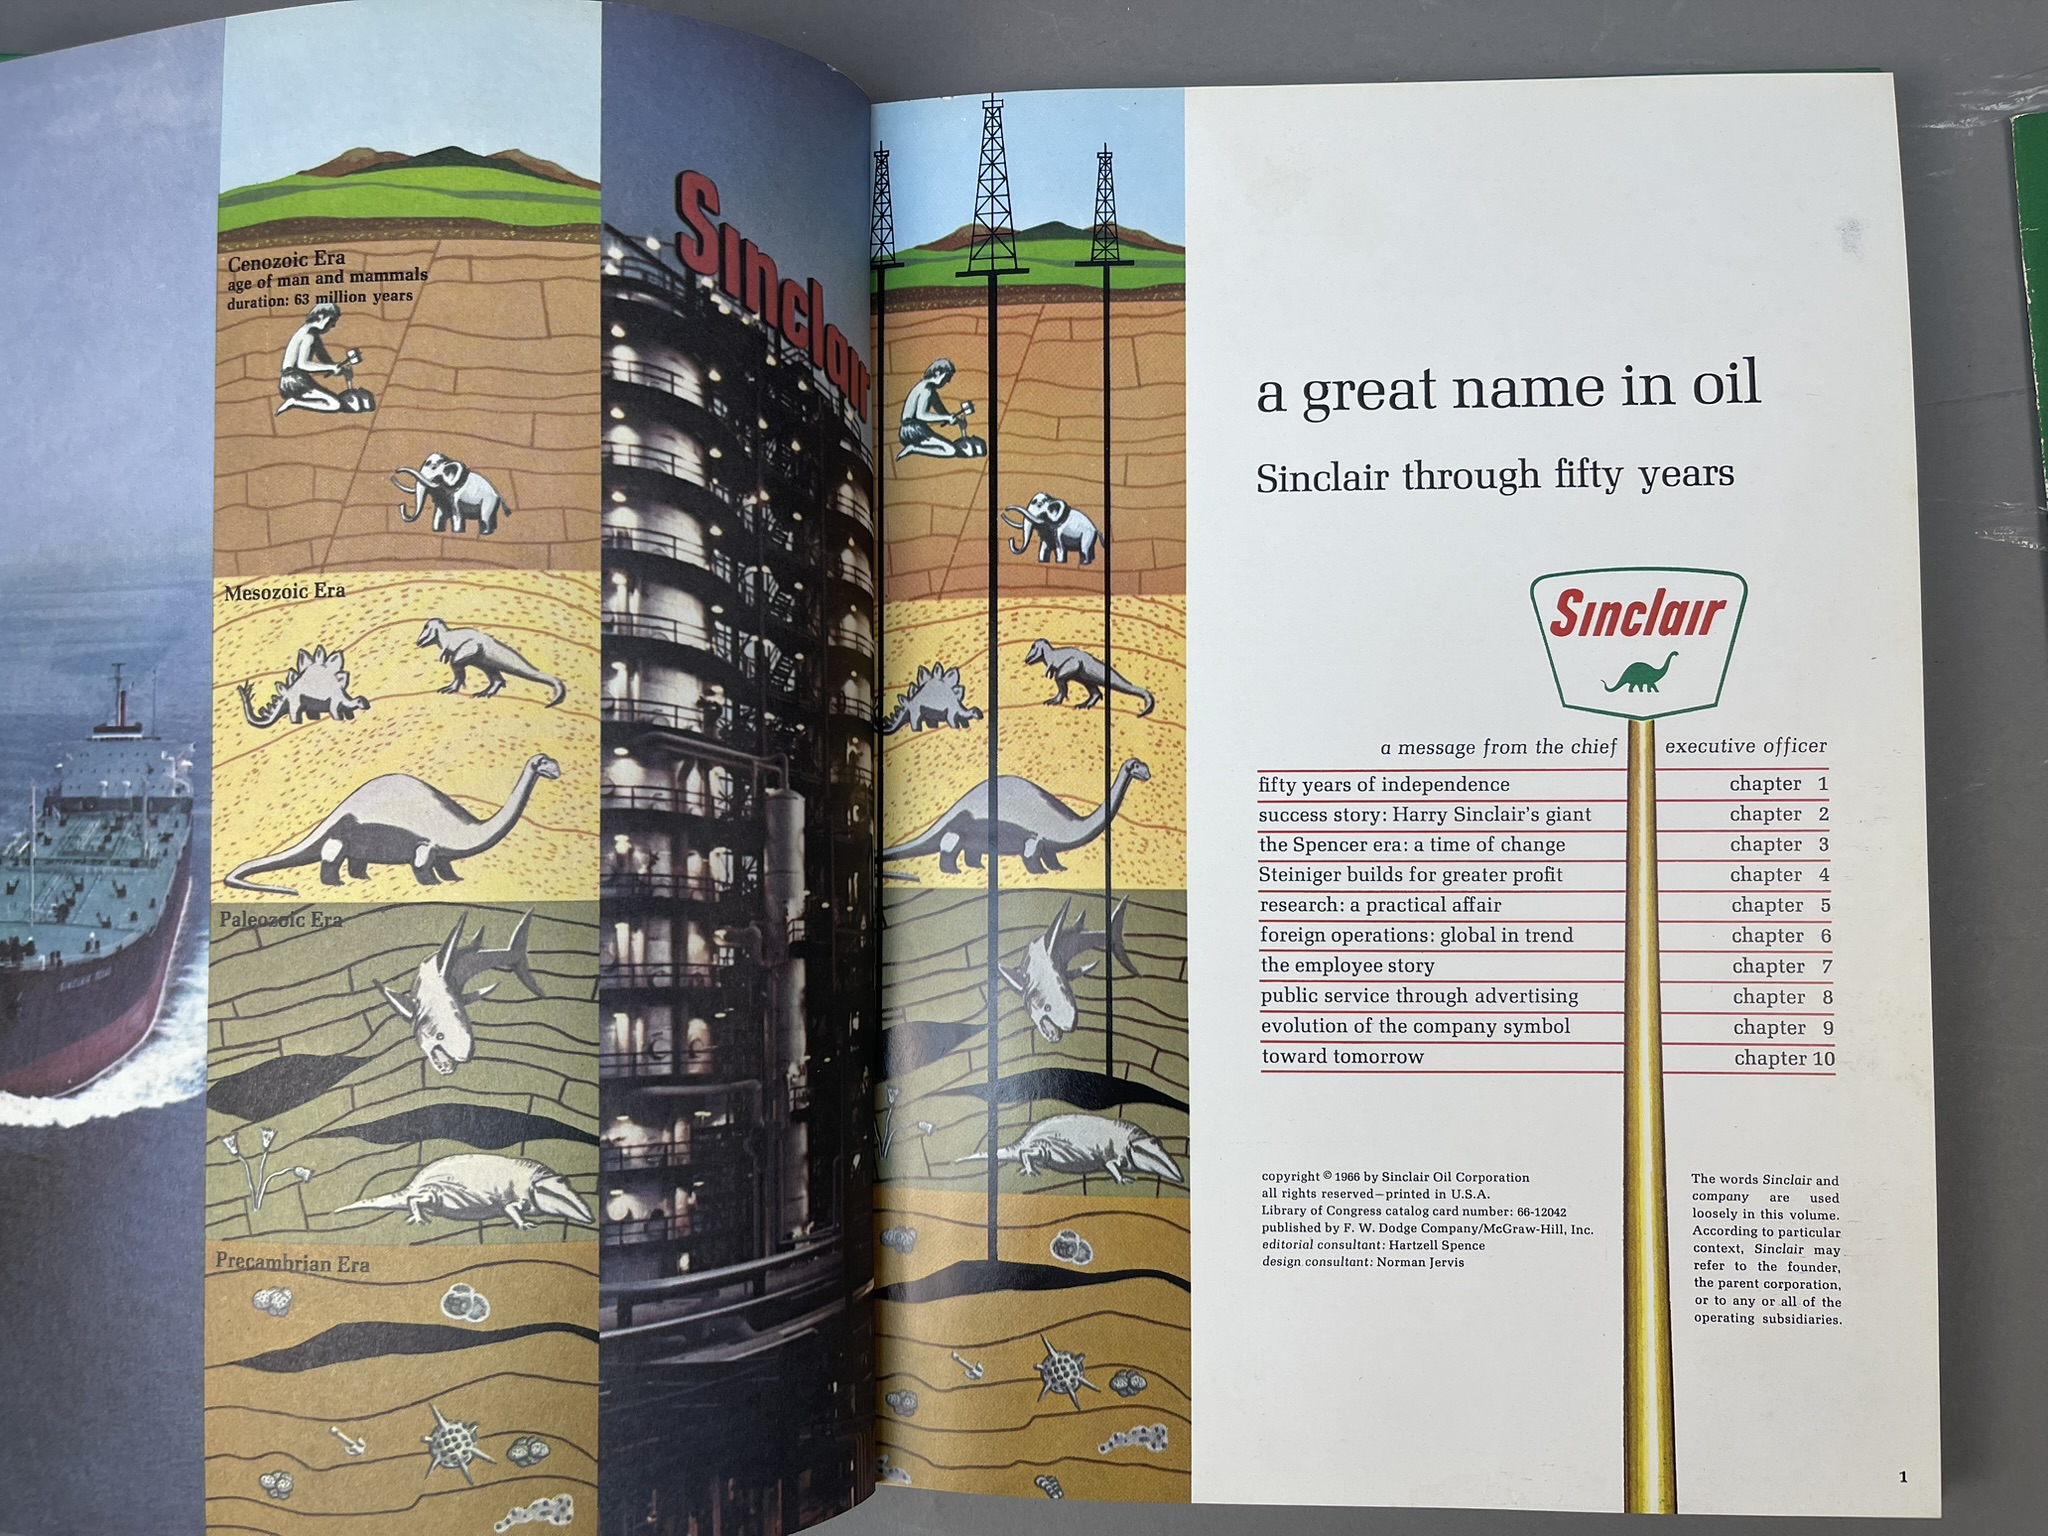 Cenozoic Era
age of man and mammals
duration: 63 million years
Mesozoic Era
Paleozoic Era
Precambrian Era
Sinclair
SINCLAIR
a great name in oil
Sinclair through fifty years
Sinclair
a message from the chief executive officer
fifty years of independence chapter 1
success story: Harry Sinclair's giant chapter 2
the Spencer era: a time of change chapter 3
Steiniger builds for greater profit chapter 4
research: a practical affair chapter 5
foreign operations: global in trend chapter 6
the employee story chapter 7
public service through advertising chapter 8
evolution of the company symbol chapter 9
toward tomorrow chapter 10
copyright © 1966 by Sinclair Oil Corporation
all rights reserved—printed in U.S.A.
Library of Congress catalog card number: 66-12042
published by F. W. Dodge Company/McGraw-Hill, Inc.
editorial consultant: Hartzell Spence
design consultant: Norman Jervis
The words Sinclair and
company are used
loosely in this volume.
According to particular
context, Sinclair may
refer to the founder,
the parent corporation,
or to any or all of the
operating subsidiaries.
1